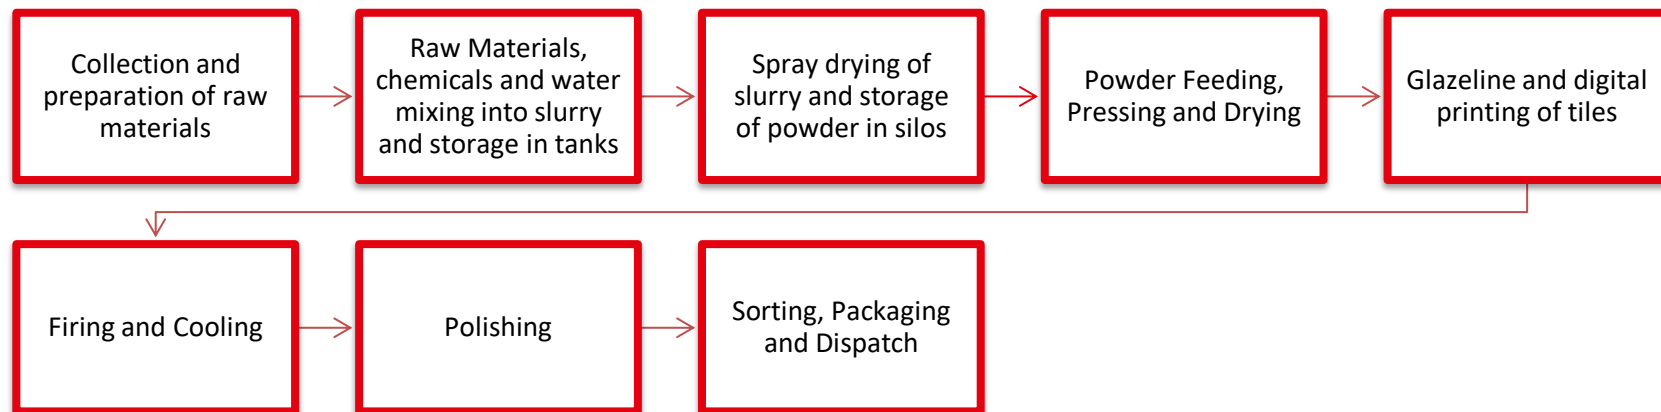 Collection and
preparation of raw
materials
Raw Materials,
chemicals and water
mixing into slurry
and storage in tanks
Spray drying of
slurry and storage
of powder in silos
Powder Feeding,
Pressing and Drying
Glazeline and digital
printing of tiles
Firing and Cooling
Polishing
Sorting, Packaging
and Dispatch